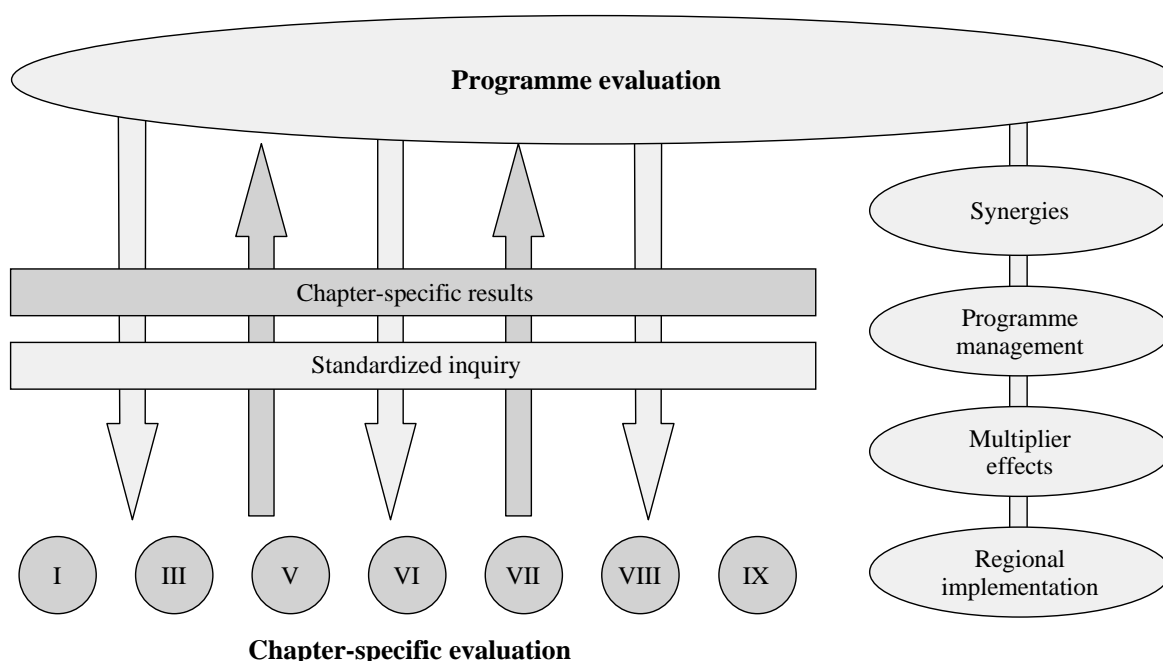 Programme evaluation
Synergies
Chapter-specific results
Programme
management
Standardized inquiry
Multiplier
effects
I III V VI VII VIII IX
Regional
implementation
Chapter-specific evaluation